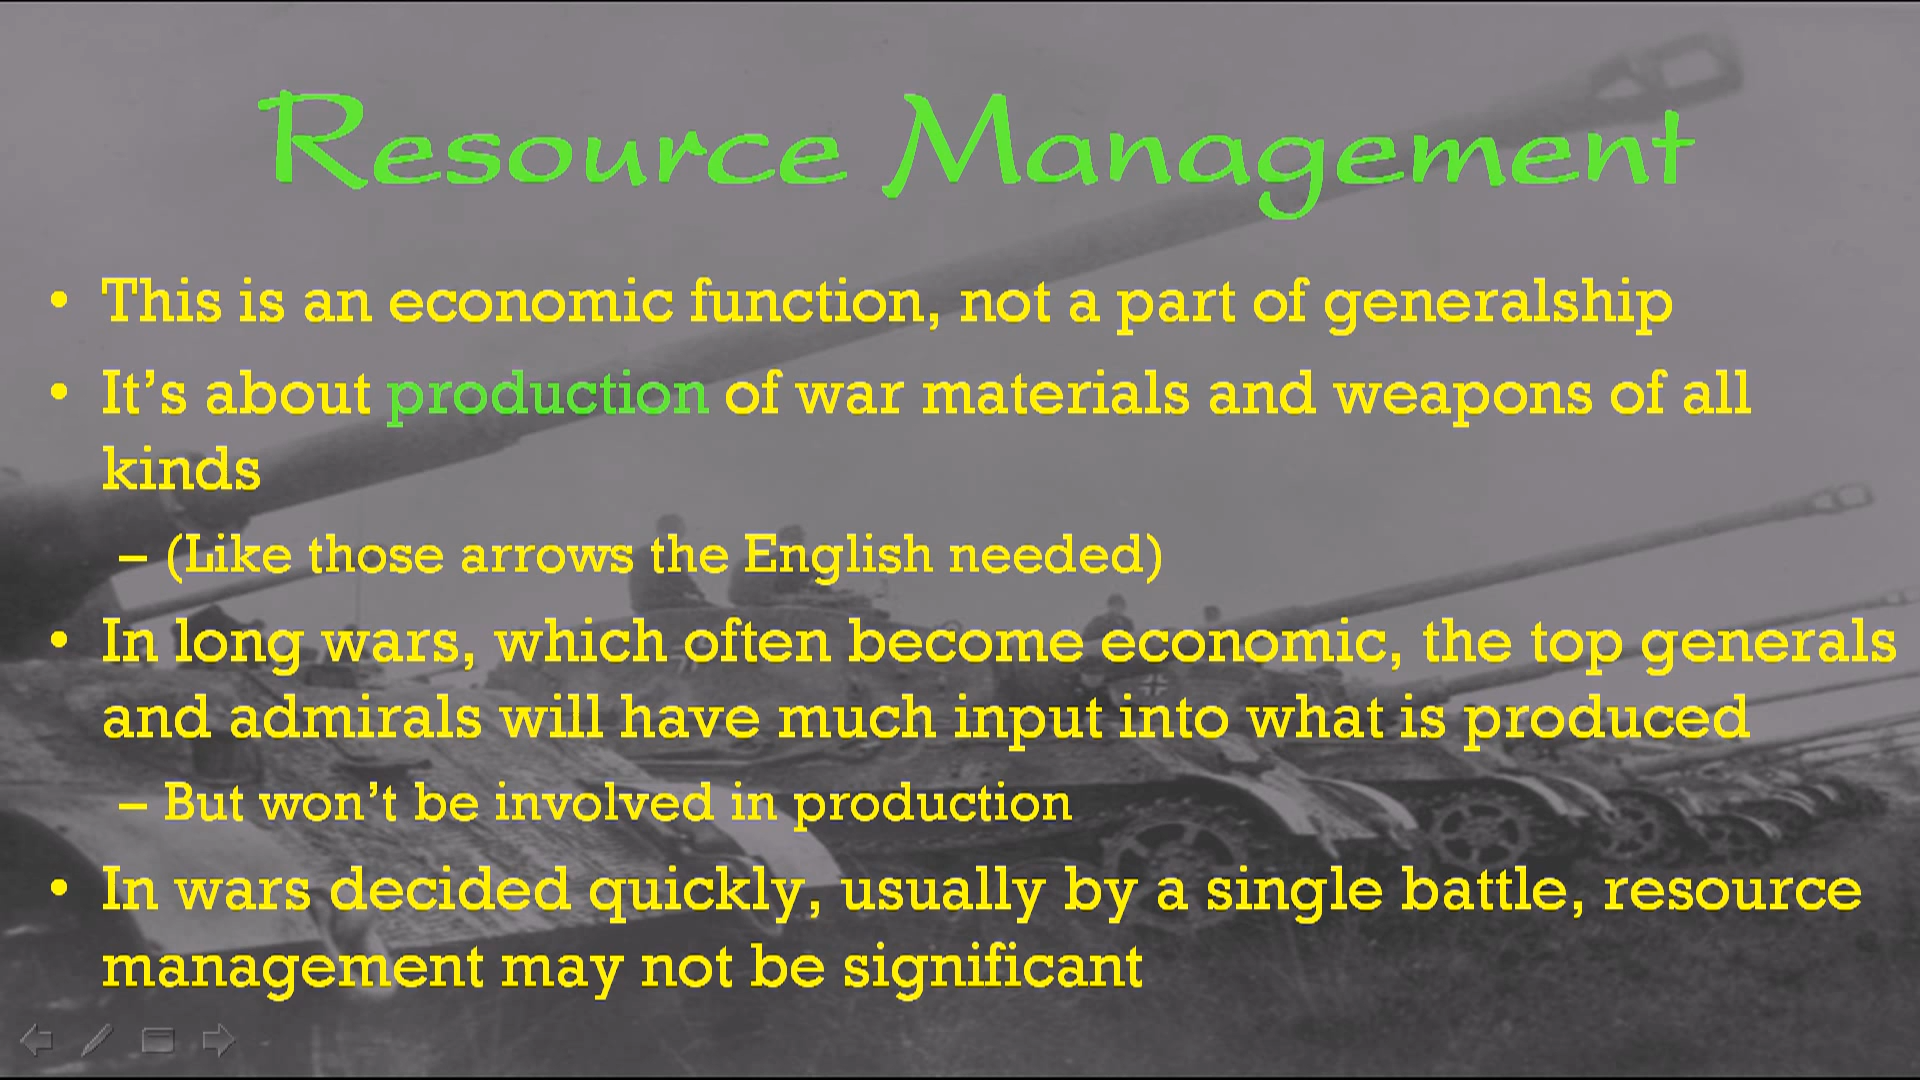 Resource Management
• This is an economic function, not a part of generalship
• It's about production of war materials and weapons of all
kinds
– (Like those arrows the English needed)
• In long wars, which often become economic, the top generals
and admirals will have much input into what is produced
– But won't be involved in production
• In wars decided quickly, usually by a single battle, resource
management may not be significant